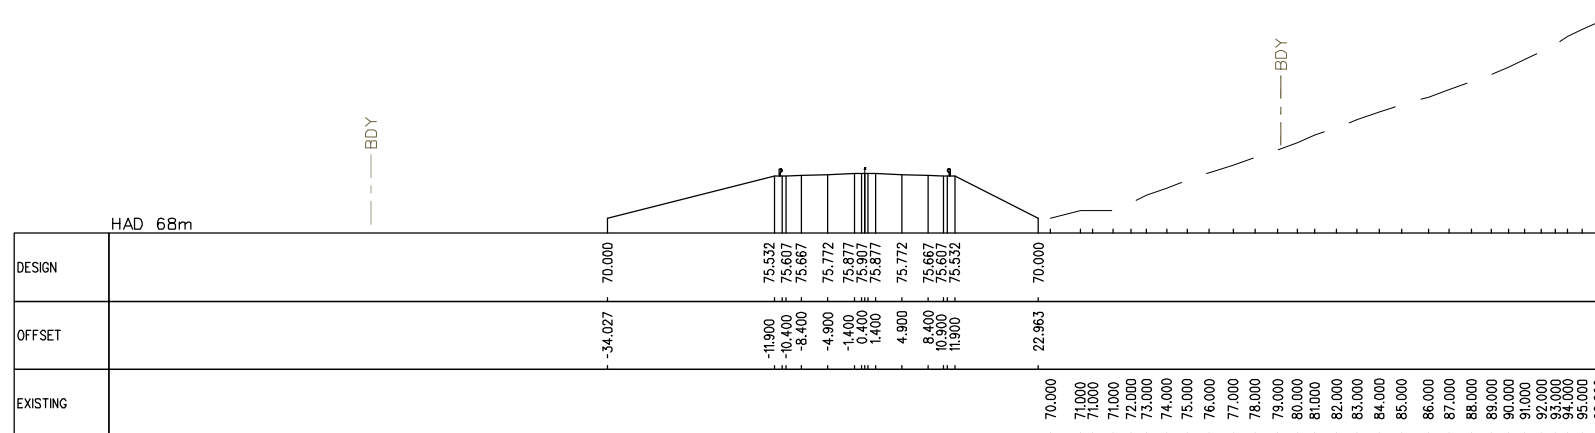 BDY
BDY
HAD 68m
DESIGN
70.000 75.532 75.607 75.667 75.772 75.877 75.907 75.877 75.772 75.667 75.607 75.532 70.000
OFFSET
-34.027 -11.900 -10.400 -8.400 -4.900 -1.400 0.400 1.400 4.900 8.400 10.900 11.900 22.963
EXISTING
70.000 71.000 71.000 71.000 72.000 73.000 74.000 75.000 76.000 77.000 78.000 79.000 80.000 81.000 82.000 83.000 84.000 85.000 86.000 87.000 88.000 89.000 90.000 91.000 92.000 93.000 94.000 95.000